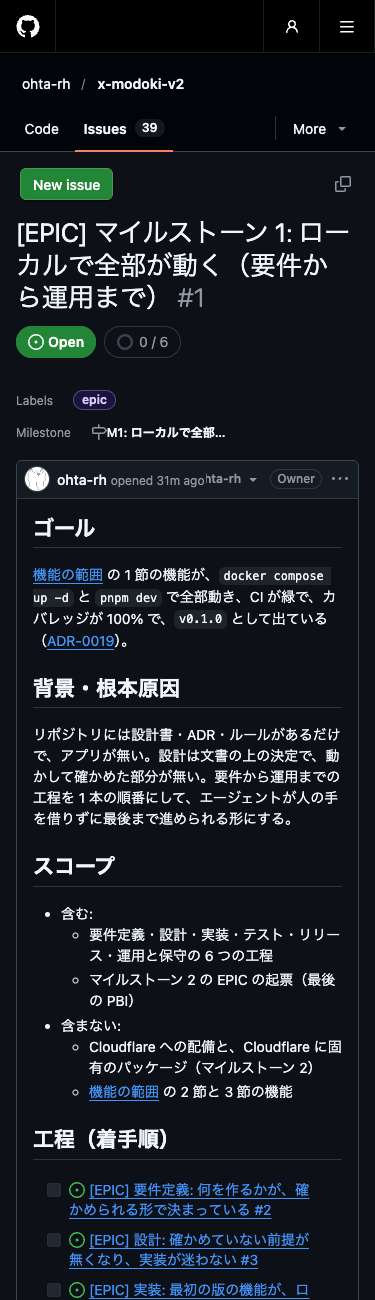 ohta-rh / x-modoki-v2
Code Issues 39 More
New issue
[EPIC] マイルストーン 1: ロー
カルで全部が動く（要件か
ら運用まで） #1
Open 0 / 6
Labels epic
Milestone M1: ローカルで全部...
ohta-rh opened 31m ago hta-rh Owner
ゴール
機能の範囲 の 1 節の機能が、docker compose
up -d と pnpm dev で全部動き、CI が緑で、カ
バレッジが 100% で、v0.1.0 として出ている
（ADR-0019）。
背景・根本原因
リポジトリには設計書・ADR・ルールがあるだけ
で、アプリが無い。設計は文書の上の決定で、動
かして確かめた部分が無い。要件から運用までの
工程を 1 本の順番にして、エージェントが人の手
を借りずに最後まで進められる形にする。
スコープ
• 含む:
◦ 要件定義・設計・実装・テスト・リリー
ス・運用と保守の 6 つの工程
◦ マイルストーン 2 の EPIC の起票（最後
の PBI）
• 含まない:
◦ Cloudflare への配備と、Cloudflare に固
有のパッケージ（マイルストーン 2）
◦ 機能の範囲 の 2 節と 3 節の機能
工程（着手順）
[EPIC] 要件定義: 何を作るかが、確
かめられる形で決まっている #2
[EPIC] 設計: 確かめていない前提が
無くなり、実装が迷わない #3
[EPIC] 実装: 最初の版の機能が、ロ